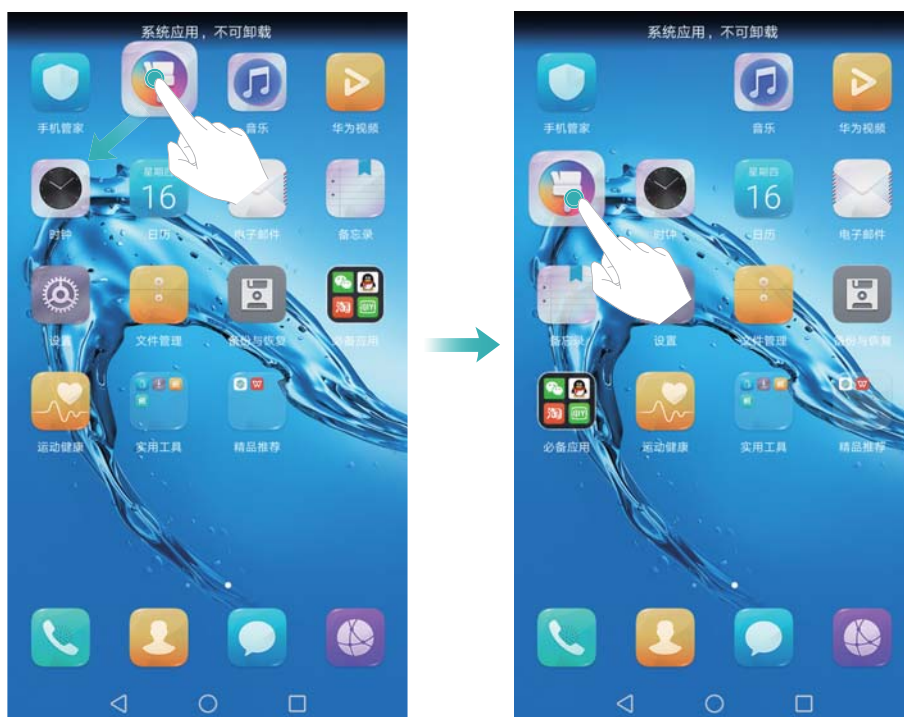 系统应用，不可卸载
手机管家
音乐
华为视频
星期四
16
时钟
日历
电子邮件
备忘录
设置
文件管理
备份与恢复
必备应用
运动健康
实用工具
精品推荐
系统应用，不可卸载
手机管家
音乐
华为视频
星期四
16
时钟
日历
电子邮件
备忘录
设置
文件管理
备份与恢复
必备应用
运动健康
实用工具
精品推荐